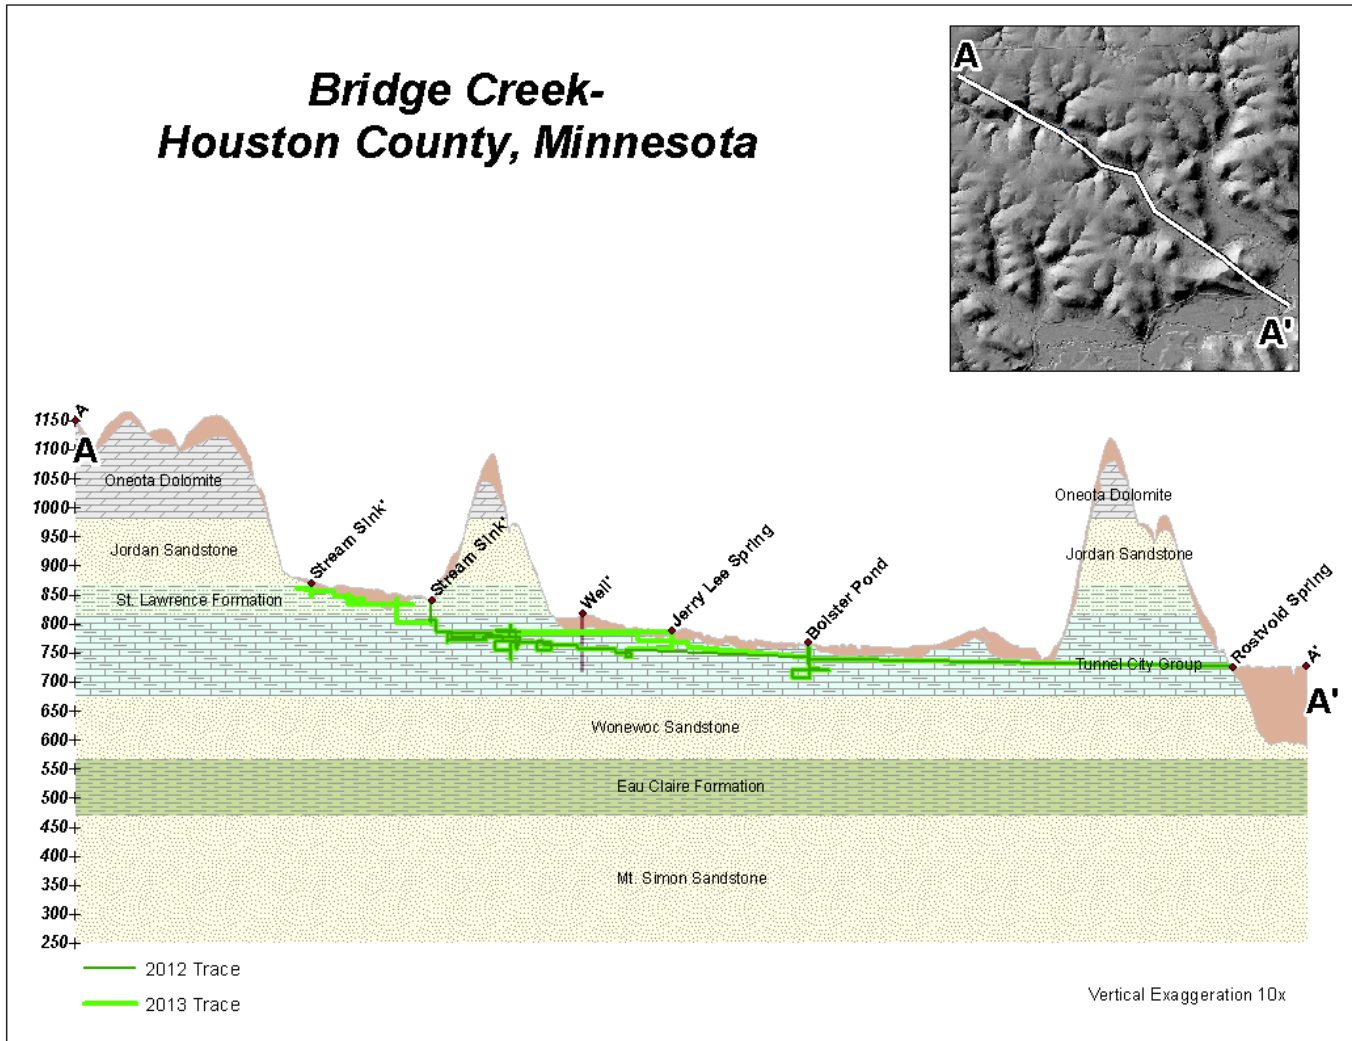 Bridge Creek-
Houston County, Minnesota
A
A'
1150
1100
1050
1000
950
900
850
800
750
700
650
600
550
500
450
400
350
300
250
A
A
Stream Sink'
Stream Sink'
Well'
Jerry Lee Spring
Bolster Pond
Rostvold Spring
A'
A'
Oneota Dolomite
Oneota Dolomite
Jordan Sandstone
Jordan Sandstone
St. Lawrence Formation
Tunnel City Group
Wonewoc Sandstone
Eau Claire Formation
Mt. Simon Sandstone
2012 Trace
2013 Trace
Vertical Exaggeration 10x